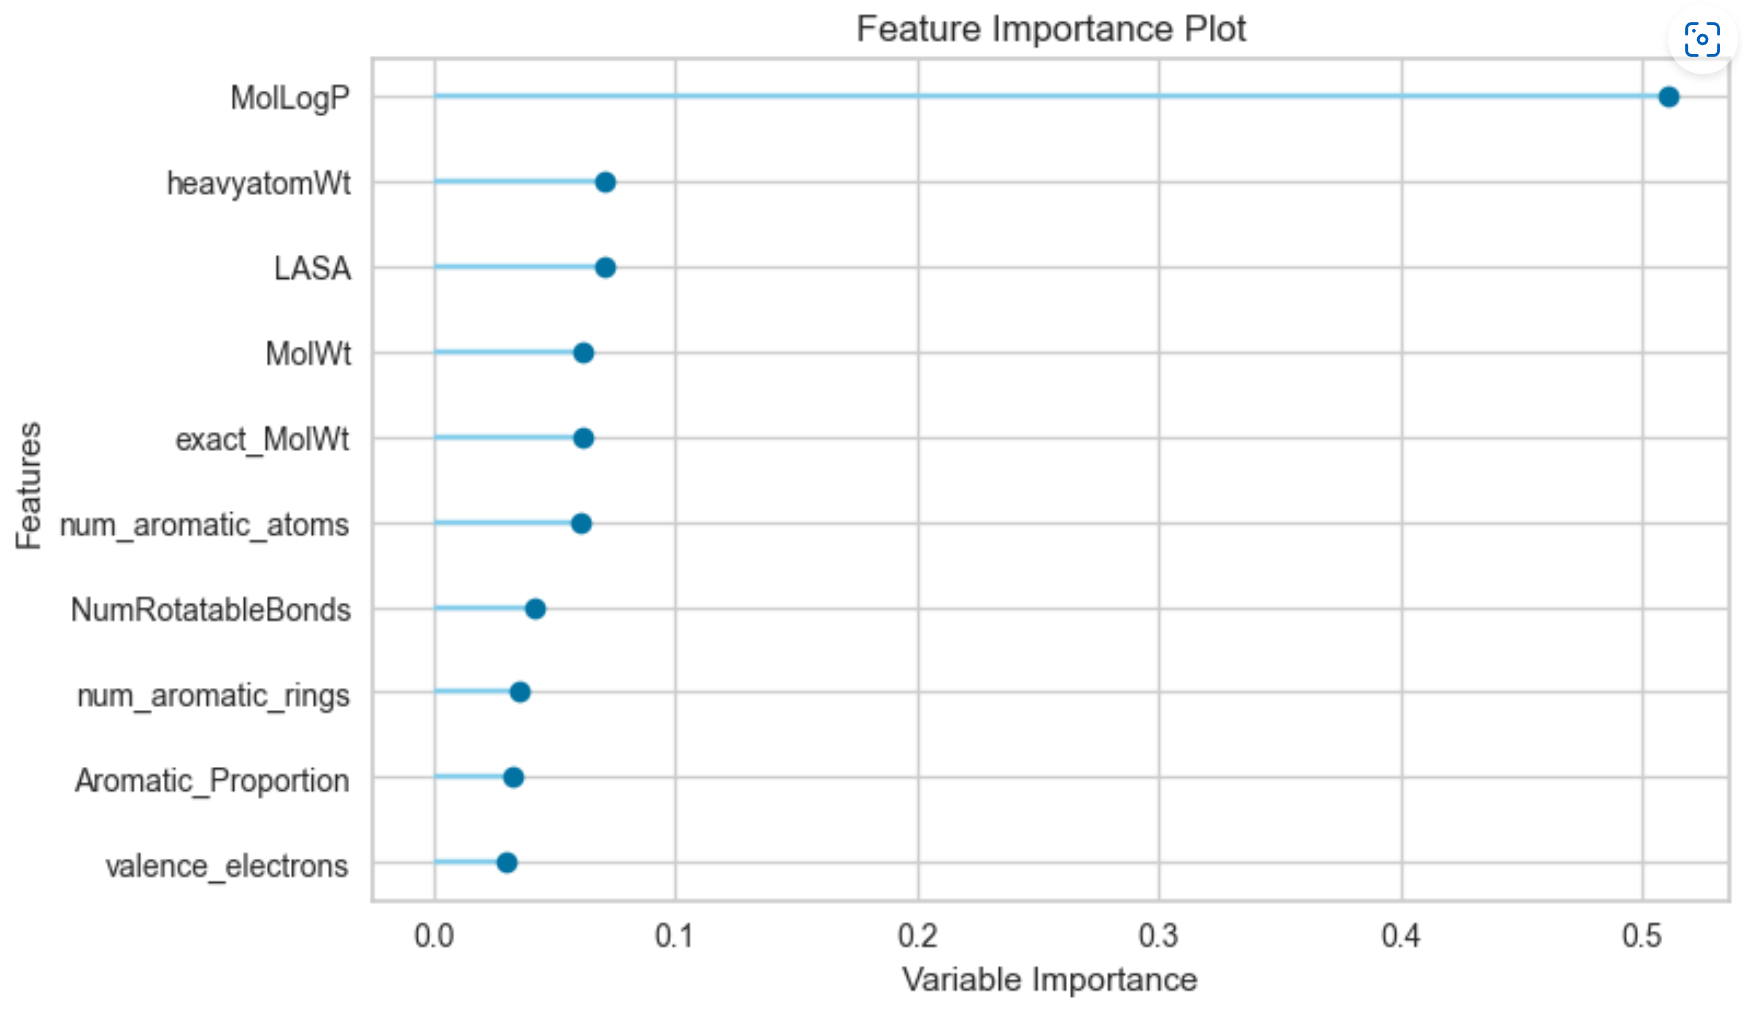 Feature Importance Plot
MolLogP
heavyatomWt
LASA
MolWt
exact_MolWt
num_aromatic_atoms
NumRotatableBonds
num_aromatic_rings
Aromatic_Proportion
valence_electrons
Features
0.0 0.1 0.2 0.3 0.4 0.5
Variable Importance